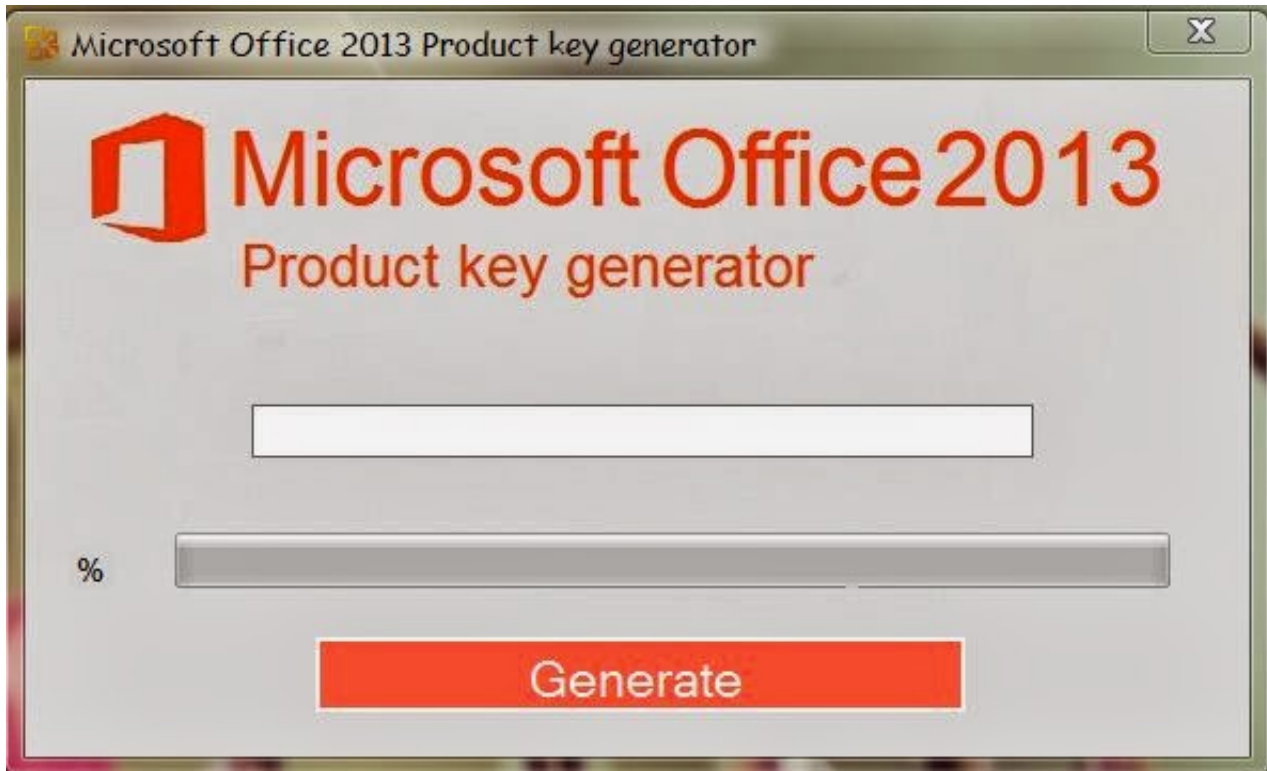 Microsoft Office 2013 Product key generator
X
Microsoft Office 2013
Product key generator
%
Generate